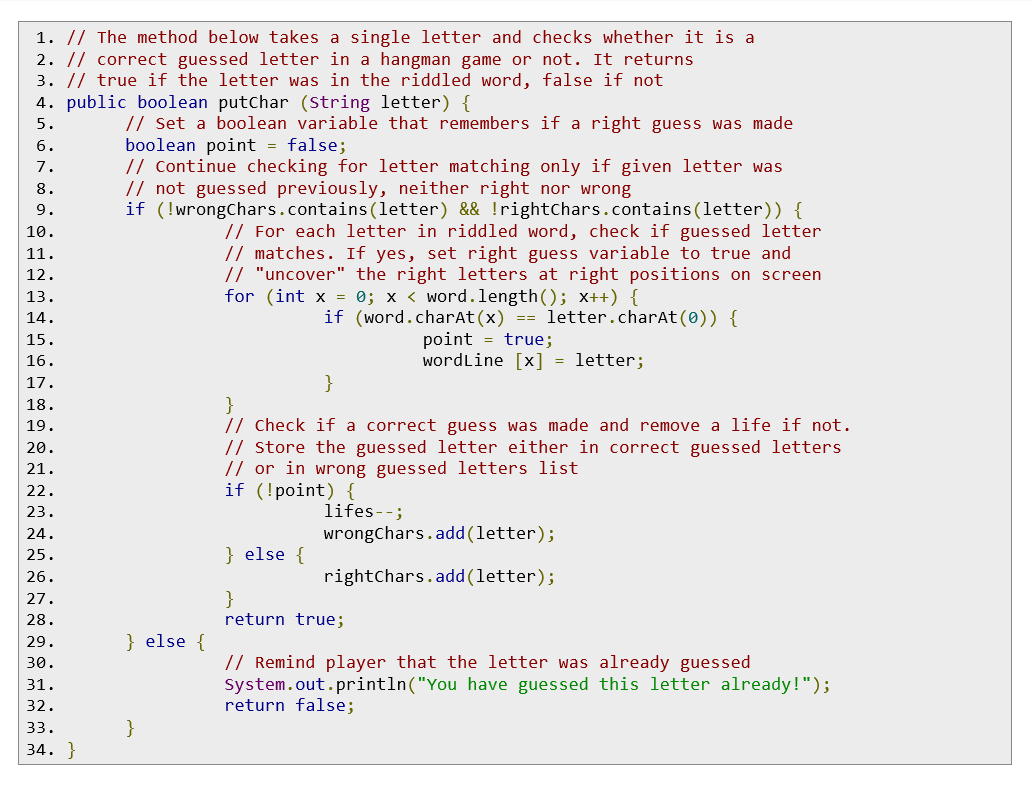 1. // The method below takes a single letter and checks whether it is a
2. // correct guessed letter in a hangman game or not. It returns
3. // true if the letter was in the riddled word, false if not
4. public boolean putChar (String letter) {
5. // Set a boolean variable that remembers if a right guess was made
6. boolean point = false;
7. // Continue checking for letter matching only if given letter was
8. // not guessed previously, neither right nor wrong
9. if (!wrongChars.contains(letter) && !rightChars.contains(letter)) {
10. // For each letter in riddled word, check if guessed letter
11. // matches. If yes, set right guess variable to true and
12. // "uncover" the right letters at right positions on screen
13. for (int x = 0; x < word.length(); x++) {
14. if (word.charAt(x) == letter.charAt(0)) {
15. point = true;
16. wordLine [x] = letter;
17. }
18. }
19. // Check if a correct guess was made and remove a life if not.
20. // Store the guessed letter either in correct guessed letters
21. // or in wrong guessed letters list
22. if (!point) {
23. lifes--;
24. wrongChars.add(letter);
25. } else {
26. rightChars.add(letter);
27. }
28. return true;
29. } else {
30. // Remind player that the letter was already guessed
31. System.out.println("You have guessed this letter already!");
32. return false;
33. }
34. }